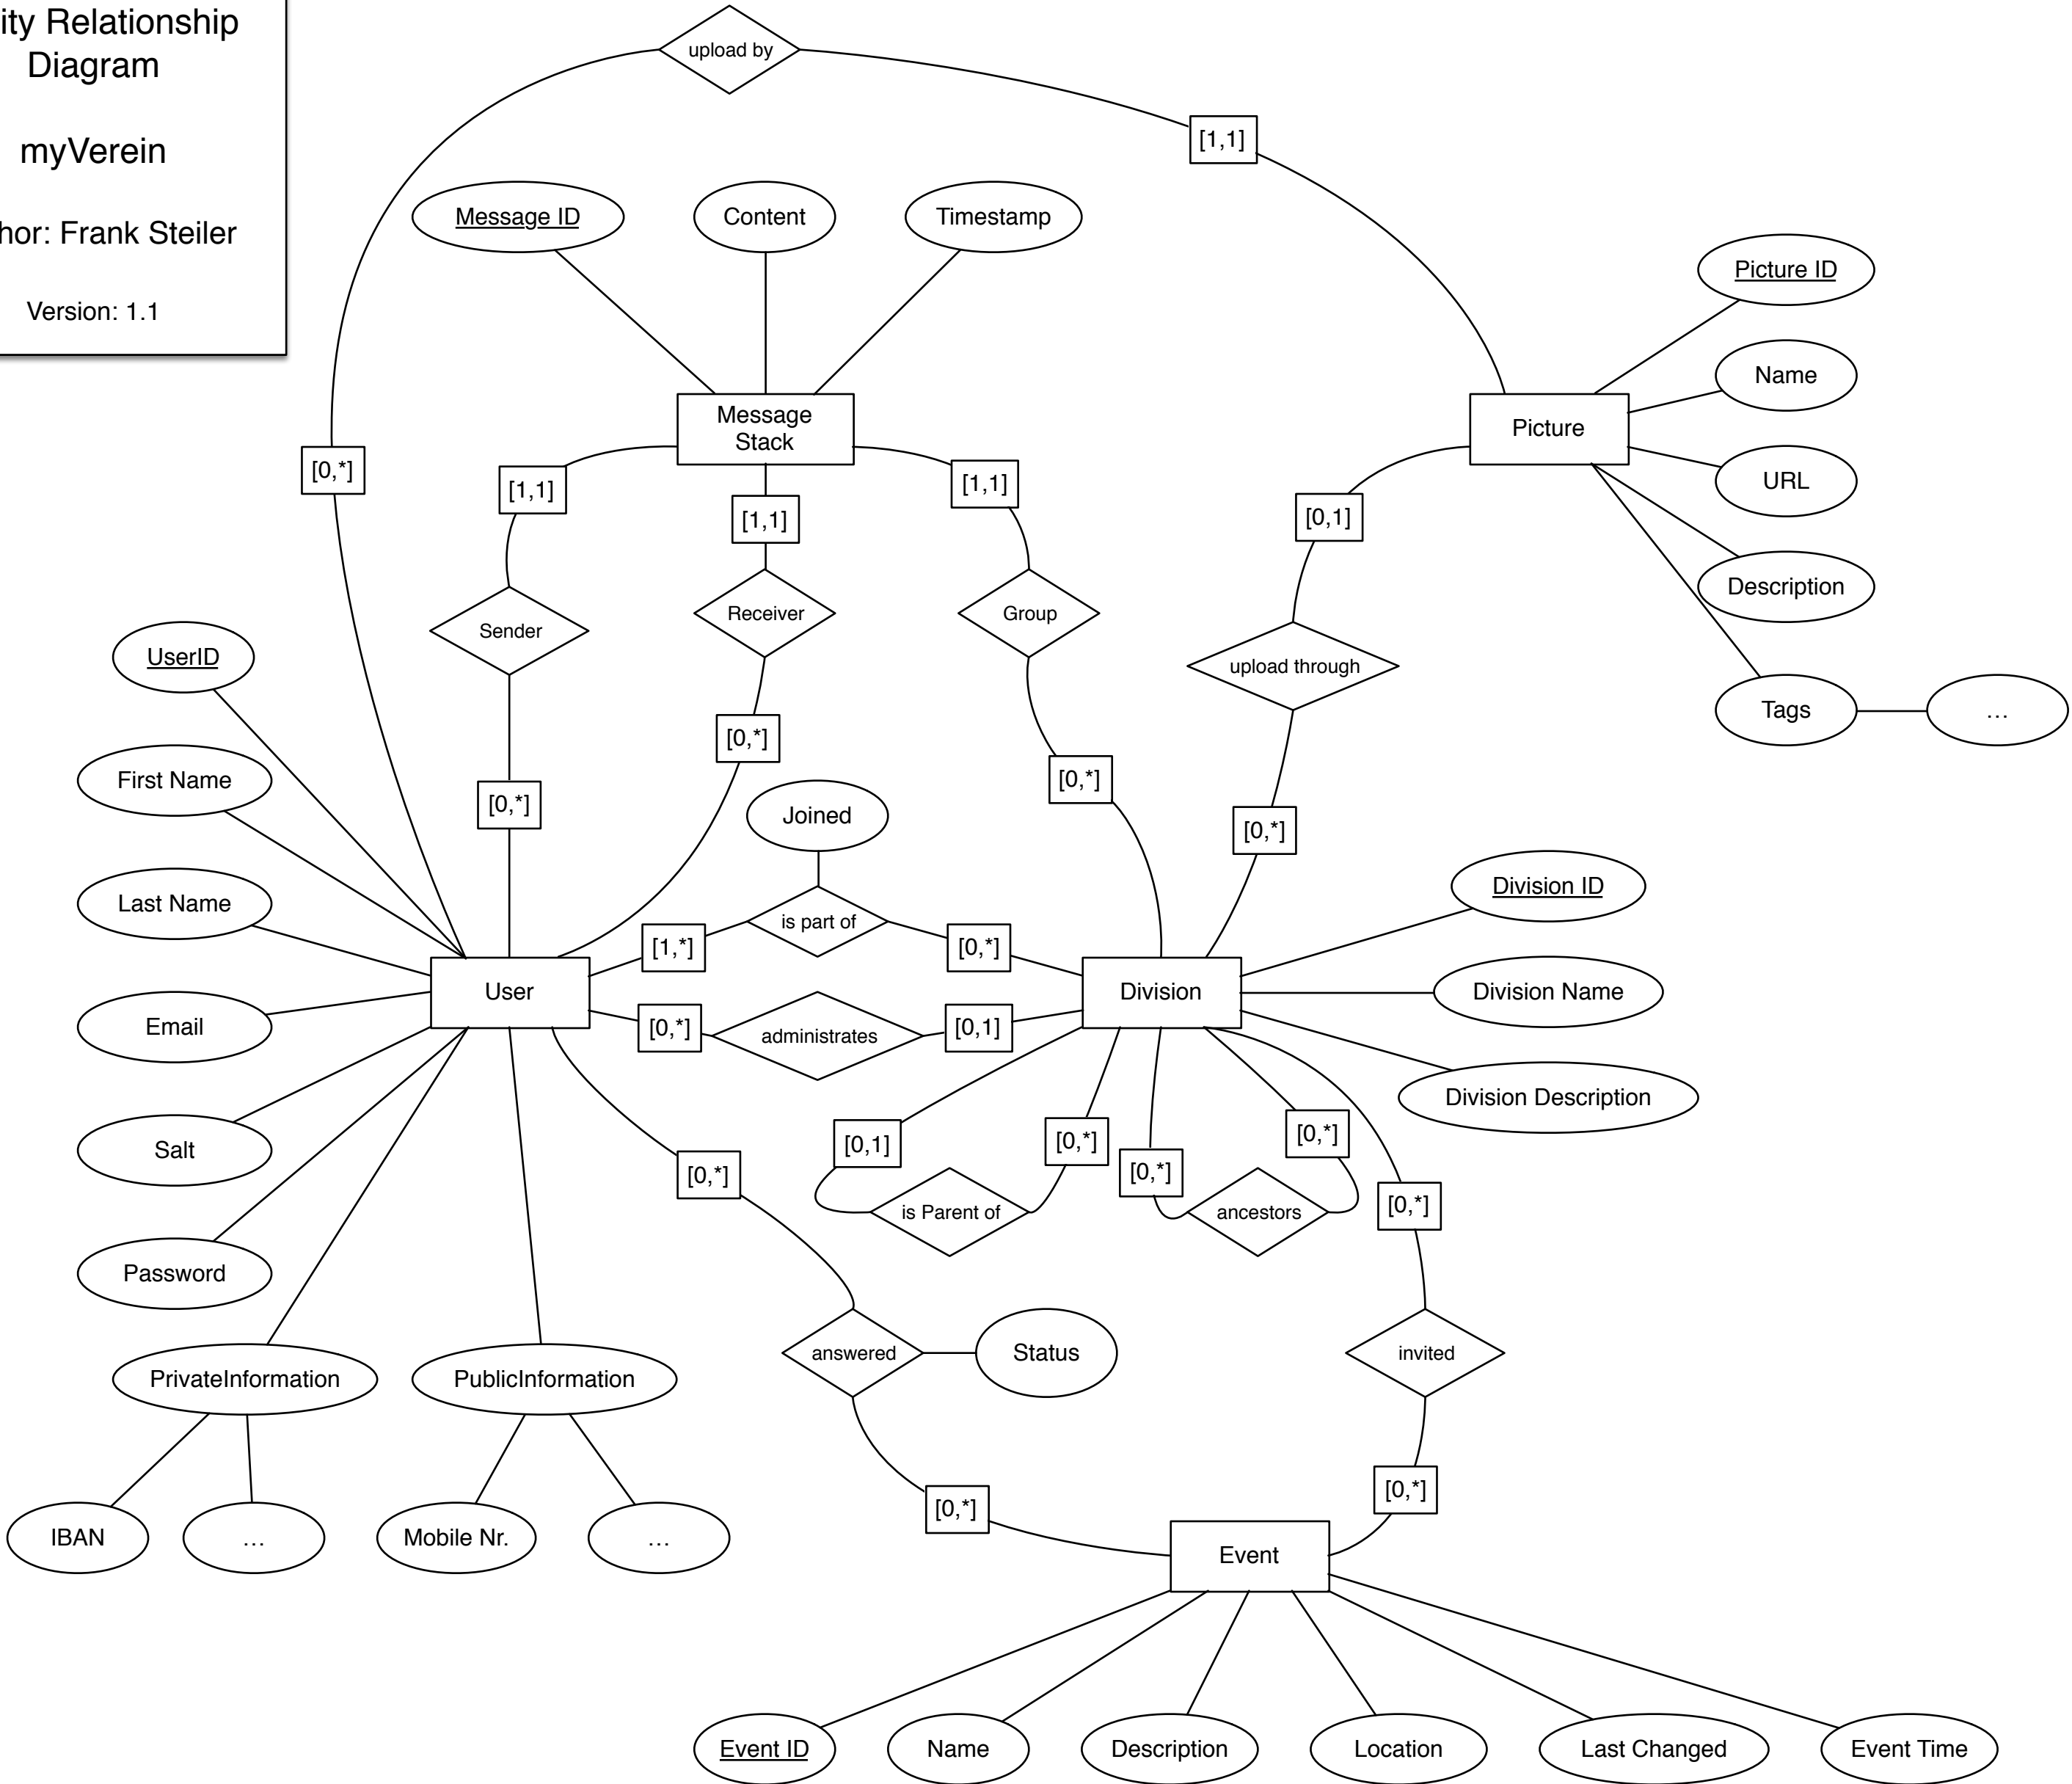 ity Relationship
Diagram
myVerein
hor: Frank Steiler
Version: 1.1
upload by
[1,1]
Message ID
Content
Timestamp
Picture ID
Name
URL
Description
Tags
…
Message
Stack
Picture
[0,*]
[1,1]
[1,1]
[1,1]
[0,1]
Sender
Receiver
Group
upload through
[0,*]
[0,*]
[0,*]
[0,*]
UserID
First Name
Last Name
Email
Salt
Password
Joined
is part of
[1,*]
[0,*]
User
Division
[0,*]
administrates
[0,1]
Division ID
Division Name
Division Description
[0,1]
[0,*]
[0,*]
[0,*]
[0,*]
[0,*]
is Parent of
ancestors
answered
Status
invited
PrivateInformation
PublicInformation
IBAN
…
Mobile Nr.
…
[0,*]
[0,*]
Event
Event ID
Name
Description
Location
Last Changed
Event Time